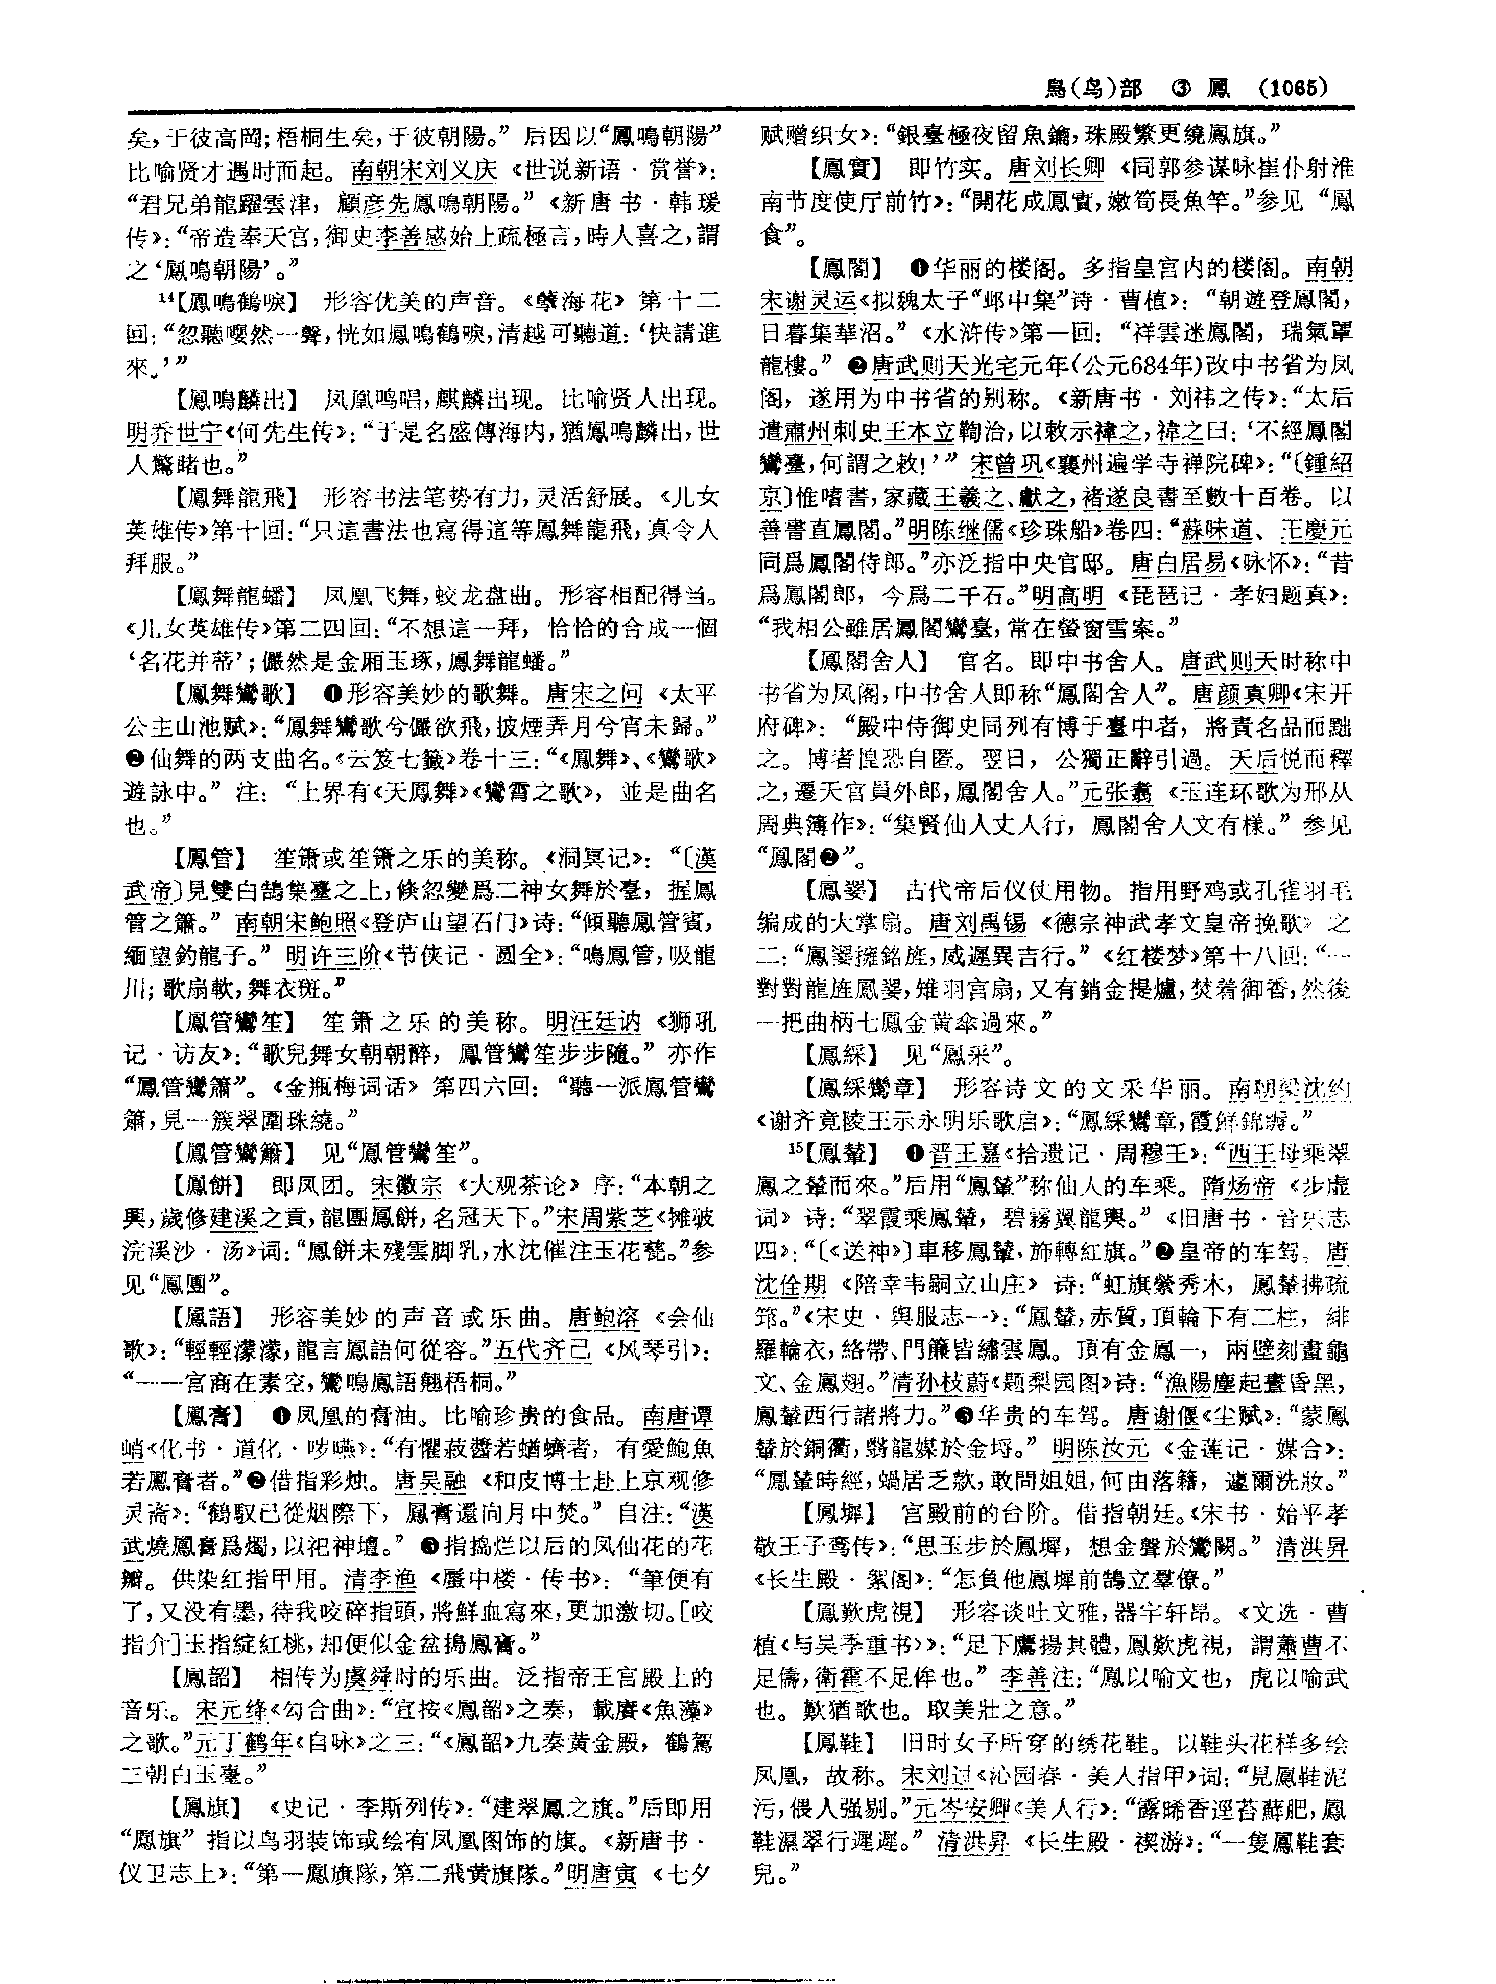 鳥(鸟)部 ③ 鳳 (1065)
矣,于彼高岡;梧桐生矣,于彼朝陽。” 后因以“鳳鳴朝陽”
比喻贤才遇时而起。南朝宋刘义庆《世说新语·赏誉》:
“君兄弟龍躍雲津,顧彦先鳳鳴朝陽。”《新唐书·韩瑗
传》:“帝造奉天宫,御史李善感始上疏極言,時人喜之,謂
之‘鳳鳴朝陽’。”
14【鳳鳴鶴唳】 形容优美的声音。《孽海花》第十二
回:“忽聽嚶然一聲,恍如鳳鳴鶴唳,清越可聽道:‘快請進
來。’”
【鳳鳴麟出】 凤凰鸣唱,麒麟出现。比喻贤人出现。
明乔世宁《何先生传》:“于是名盛傳海内,猶鳳鳴麟出,世
人驚睹也。”
【鳳舞龍飛】 形容书法笔势有力,灵活舒展。《儿女
英雄传》第十回:“只這書法也寫得這等鳳舞龍飛,真令人
拜服。”
【鳳舞龍蟠】 凤凰飞舞,蛟龙盘曲。形容相配得当。
《儿女英雄传》第二四回:“不想這一拜,恰恰的合成一個
‘名花并蒂’;儼然是金厢玉琢,鳳舞龍蟠。”
【鳳舞鸞歌】 ❶形容美妙的歌舞。唐宋之问《太平
公主山池赋》:“鳳舞鸞歌兮儼欲飛,披煙弄月兮宵未歸。”
❷仙舞的两支曲名。《云笈七籤》卷十三:“《鳳舞》、《鸞歌》
遊詠中。” 注:“上界有《天鳳舞》《鸞霄之歌》,並是曲名
也。”
【鳳管】 笙箫或笙箫之乐的美称。《洞冥记》:“〔漢
武帝〕見雙白鵠集臺之上,倏忽變爲二神女舞於臺,握鳳
管之簫。” 南朝宋鲍照《登庐山望石门》诗:“傾聽鳳管賓,
緬望釣龍子。” 明许三阶《节侠记·圆全》:“鳴鳳管,吸龍
川;歌扇軟,舞衣斑。”
【鳳管鸞笙】 笙箫之乐的美称。明汪廷讷《狮吼
记·访友》:“歌兒舞女朝朝醉,鳳管鸞笙步步隨。” 亦作
“鳳管鸞簫”。《金瓶梅词话》第四六回:“聽一派鳳管鸞
簫,見一簇翠圍珠繞。”
【鳳管鸞簫】 见“鳳管鸞笙”。
【鳳餅】 即凤团。宋徽宗《大观茶论》序:“本朝之
興,歲修建溪之貢,龍團鳳餅,名冠天下。”宋周紫芝《摊破
浣溪沙·汤》词:“鳳餅未殘雲脚乳,水沈催注玉花甆。”参
见“鳳團”。
【鳳語】 形容美妙的声音或乐曲。唐鲍溶《会仙
歌》:“輕輕濛濛,龍言鳳語何從容。”五代齐己《风琴引》:
“一一宫商在素空,鸞鳴鳳語翹梧桐。”
【鳳膏】 ❶凤凰的膏油。比喻珍贵的食品。南唐谭
峭《化书·道化·哕嚥》:“有懼菽醬若蝤蠐者,有愛鮑魚
若鳳膏者。”❷借指彩烛。唐吴融《和皮博士赴上京观修
灵斋》:“鶴馭已從烟際下,鳳膏還向月中焚。” 自注:“漢
武燒鳳膏爲燭,以祀神壇。” ❸指捣烂以后的凤仙花的花
瓣。供染红指甲用。清李渔《蜃中楼·传书》:“筆便有
了,又没有墨,待我咬碎指頭,將鮮血寫來,更加激切。[咬
指介]玉指綻紅桃,却便似金盆搗鳳膏。”
【鳳韶】 相传为虞舜时的乐曲。泛指帝王宫殿上的
音乐。宋元绛《勾合曲》:“宜按《鳳韶》之奏,載賡《魚藻》
之歌。”元丁鹤年《自咏》之三:“《鳳韶》九奏黄金殿,鶴駕
三朝白玉臺。”
【鳳旗】 《史记·李斯列传》:“建翠鳳之旗。”后即用
“鳳旗”指以鸟羽装饰或绘有凤凰图饰的旗。《新唐书·
仪卫志上》:“第一鳳旗隊,第二飛黄旗隊。”明唐寅《七夕
赋赠织女》:“銀臺極夜留魚鑰,珠殿繁更繞鳳旗。”
【鳳實】 即竹实。唐刘长卿《同郭参谋咏崔仆射淮
南节度使厅前竹》:“開花成鳳實,嫩筍長魚竿。”参见“鳳
食”。
【鳳閣】 ❶华丽的楼阁。多指皇宫内的楼阁。南朝
宋谢灵运《拟魏太子“邺中集”诗·曹植》:“朝遊登鳳閣,
日暮集華沼。”《水浒传》第一回:“祥雲迷鳳閣,瑞氣罩
龍樓。” ❷唐武则天光宅元年(公元684年)改中书省为凤
阁,遂用为中书省的别称。《新唐书·刘祎之传》:“太后
遣肅州刺史王本立鞫治,以敕示禕之,禕之曰:‘不經鳳閣
鸞臺,何謂之敕!’” 宋曾巩《襄州遍学寺禅院碑》:“〔鍾紹
京〕惟嗜書,家藏王羲之、獻之,褚遂良書至數十百卷。以
善書直鳳閣。”明陈继儒《珍珠船》卷四:“蘇味道、王慶元
同爲鳳閣侍郎。”亦泛指中央官邸。唐白居易《咏怀》:“昔
爲鳳閣郎,今爲二千石。”明高明《琵琶记·孝妇题真》:
“我相公雖居鳳閣鸞臺,常在螢窗雪案。”
【鳳閣舍人】 官名。即中书舍人。唐武则天时称中
书省为凤阁,中书舍人即称“鳳閣舍人”。唐颜真卿《宋开
府碑》:“殿中侍御史同列有博于臺中者,將責名品而黜
之。博者惶恐自匿。翌日,公獨正辭引過。天后悦而釋
之,遷天官員外郎,鳳閣舍人。”元张翥《玉连环歌为邢从
周典簿作》:“集賢仙人丈人行,鳳閣舍人文有様。” 参见
“鳳閣❷”。
【鳳翣】 古代帝后仪仗用物。指用野鸡或孔雀羽毛
编成的大掌扇。唐刘禹锡《德宗神武孝文皇帝挽歌》之
二:“鳳翣擁銘旌,威遲異吉行。”《红楼梦》第十八回:“一
對對龍旌鳳翣,雉羽宫扇,又有銷金提爐,焚着御香,然後
一把曲柄七鳳金黄傘過來。”
【鳳綵】 见“鳳采”。
【鳳綵鸞章】 形容诗文的文采华丽。南朝梁沈约
《谢齐竟陵王示永明乐歌启》:“鳳綵鸞章,霞鮮錦縟。”
15【鳳輦】 ❶晋王嘉《拾遗记·周穆王》:“西王母乘翠
鳳之輦而來。”后用“鳳輦”称仙人的车乘。隋炀帝《步虚
词》诗:“翠霞乘鳳輦,碧霧翼龍輿。”《旧唐书·音乐志
四》:“〔《送神》〕車移鳳輦,斾轉紅旗。”❷皇帝的车驾。唐
沈佺期《陪幸韦嗣立山庄》诗:“虹旗縈秀木,鳳輦拂疏
筇。”《宋史·舆服志一》:“鳳輦,赤質,頂輪下有二柱,緋
羅輪衣,絡帶、門簾皆繡雲鳳。頂有金鳳一,兩壁刻畫龜
文、金鳳翅。”清孙枝蔚《题梨园图》诗:“漁陽塵起晝昏黑,
鳳輦西行諸將力。”❸华贵的车驾。唐谢偃《尘赋》:“蒙鳳
輦於銅衢,翳龍媒於金埒。” 明陈汝元《金莲记·媒合》:
“鳳輦時經,蝸居乏欵,敢問姐姐,何由落籍,遽爾洗妝。”
【鳳墀】 宫殿前的台阶。借指朝廷。《宋书·始平孝
敬王子鸾传》:“思玉步於鳳墀,想金聲於鸞闕。” 清洪昇
《长生殿·絮阁》:“怎負他鳳墀前鵠立羣僚。”
【鳳歎虎視】 形容谈吐文雅,器宇轩昂。《文选·曹
植〈与吴季重书〉》:“足下鷹揚其體,鳳歎虎視,謂蕭曹不
足儔,衛霍不足侔也。” 李善注:“鳳以喻文也,虎以喻武
也。歎猶歌也。取美壯之意。”
【鳳鞋】 旧时女子所穿的绣花鞋。以鞋头花样多绘
凤凰,故称。宋刘过《沁园春·美人指甲》词:“見鳳鞋泥
污,偎人强剔。”元岑安卿《美人行》:“露晞香逕苔蘚肥,鳳
鞋濕翠行遲遲。” 清洪昇《长生殿·禊游》:“一隻鳳鞋套
兒。”